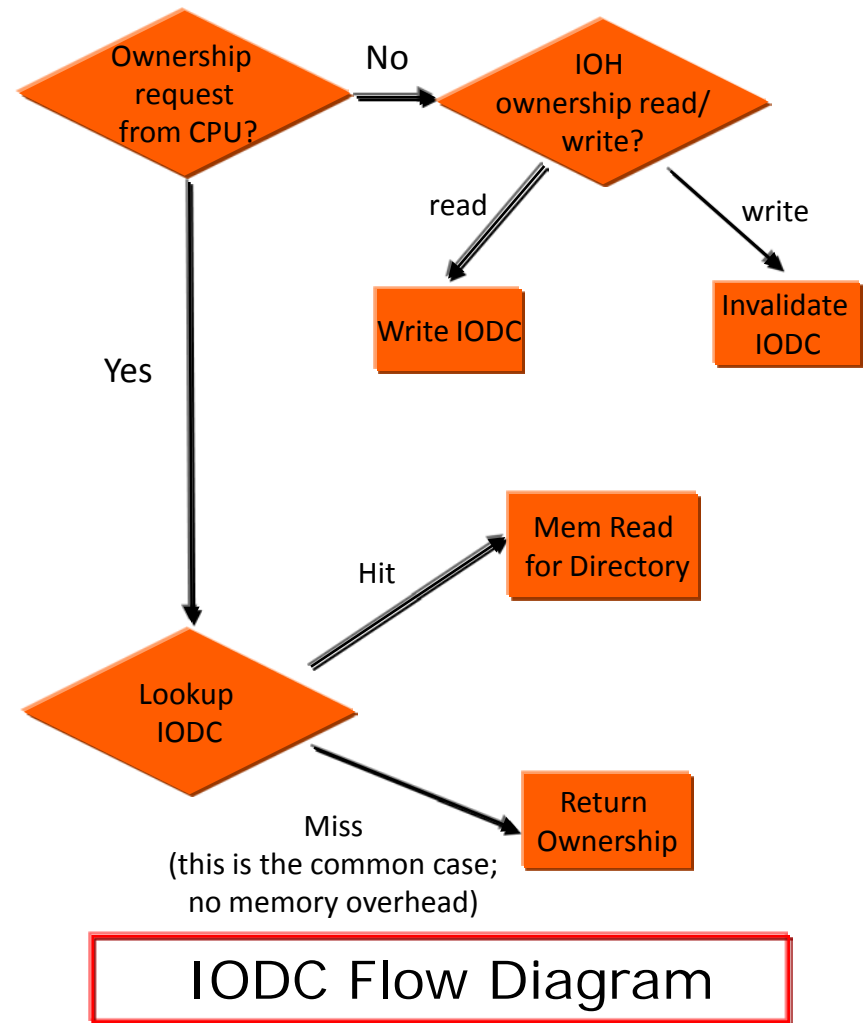 Ownership
request
from CPU?
No
IOH
ownership read/
write?
read
write
Write IODC
Invalidate
IODC
Yes
Mem Read
for Directory
Hit
Lookup
IODC
Return
Ownership
Miss
(this is the common case;
no memory overhead)
IODC Flow Diagram